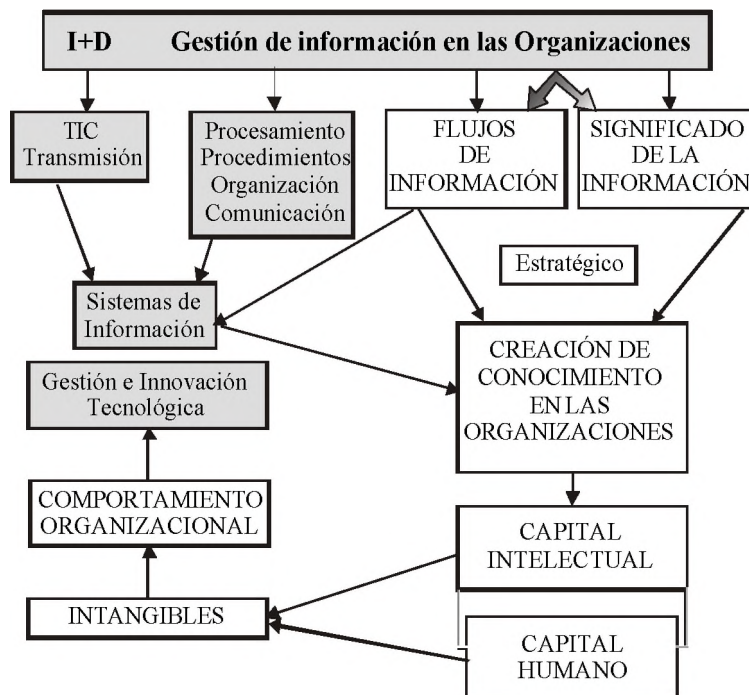 I+D Gestión de información en las Organizaciones
TIC
Transmisión
Procesamiento
Procedimientos
Organización
Comunicación
FLUJOS
DE
INFORMACIÓN
SIGNIFICADO
DE LA
INFORMACIÓN
Estratégico
Sistemas de
Información
CREACIÓN DE
CONOCIMIENTO
EN LAS
ORGANIZACIONES
Gestión e Innovación
Tecnológica
COMPORTAMIENTO
ORGANIZACIONAL
CAPITAL
INTELECTUAL
INTANGIBLES
CAPITAL
HUMANO